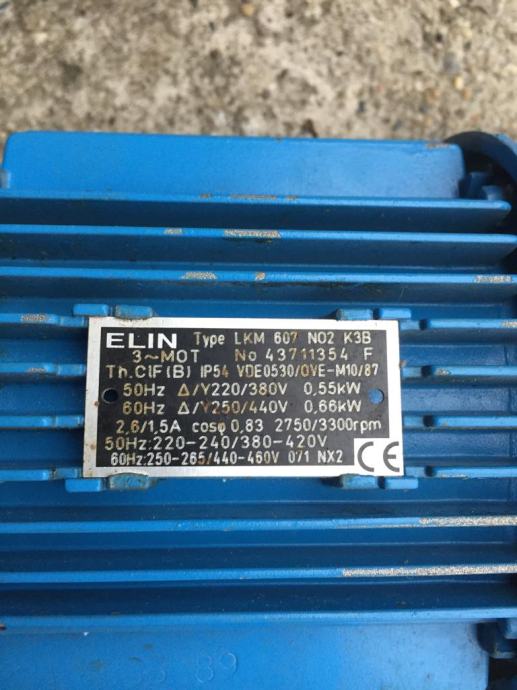 ELIN Type LKM 607 NO2 K3B
3~MOT No 43711354 F
Th.ClF(B) IP54 VDE0530/OVE-M10/87
50Hz Δ/Y220/380V 0,55kW
60Hz Δ/Y250/440V 0,66kW
2,6/1,5A cosφ 0,83 2750/3300rpm
50Hz:220-240/380-420V
60Hz:250-265/440-460V 071 NX2
CE